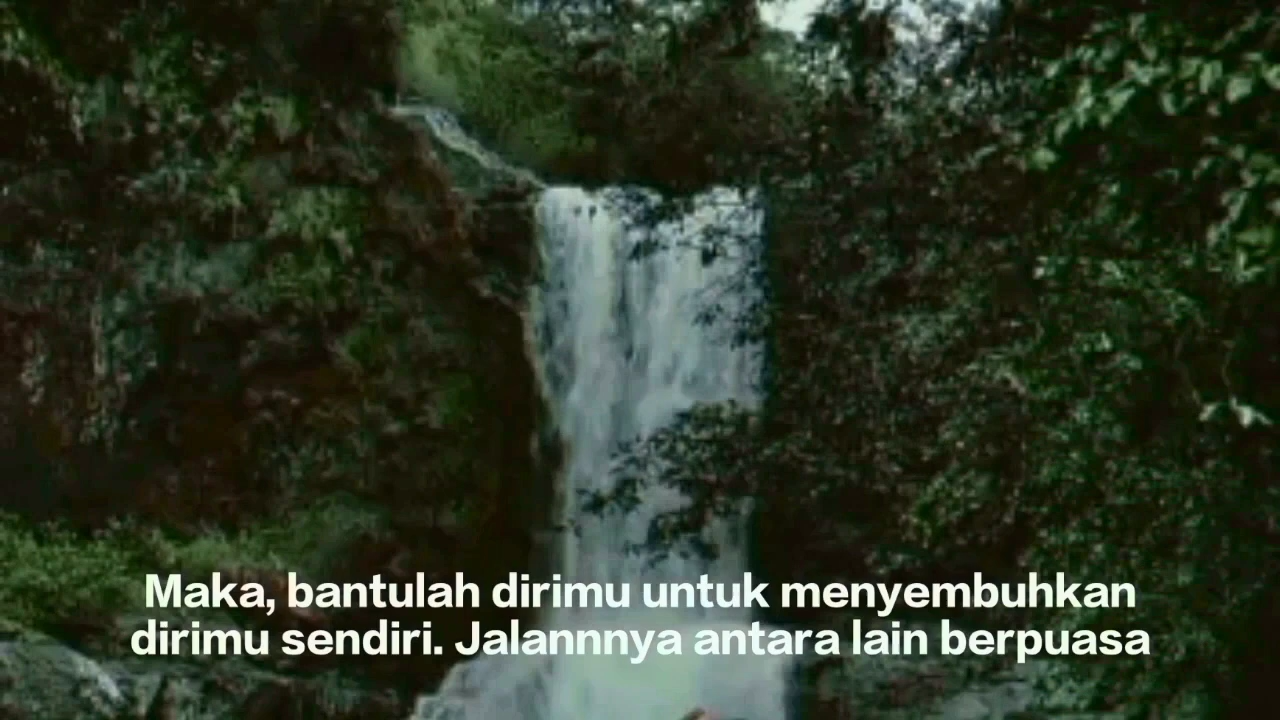 Maka, bantulah dirimu untuk menyembuhkan
dirimu sendiri. Jalannnya antara lain berpuasa